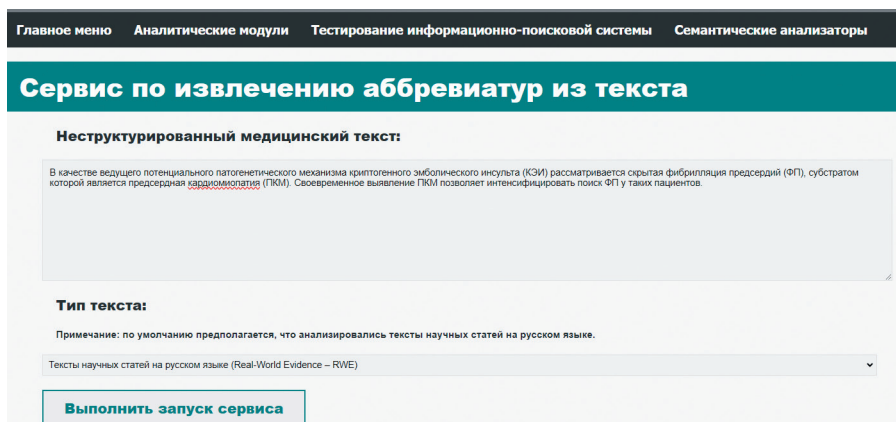 Главное меню Аналитические модули Тестирование информационно-поисковой системы Семантические анализаторы
Сервис по извлечению аббревиатур из текста
Неструктурированный медицинский текст:
В качестве ведущего потенциального патогенетического механизма криптогенного эмболического инсульта (КЭИ) рассматривается скрытая фибрилляция предсердий (ФП), субстратом
которой является предсердная кардиомиопатия (ПКМ). Своевременное выявление ПКМ позволяет интенсифицировать поиск ФП у таких пациентов.
Тип текста:
Примечание: по умолчанию предполагается, что анализировались тексты научных статей на русском языке.
Тексты научных статей на русском языке (Real-World Evidence – RWE)
Выполнить запуск сервиса